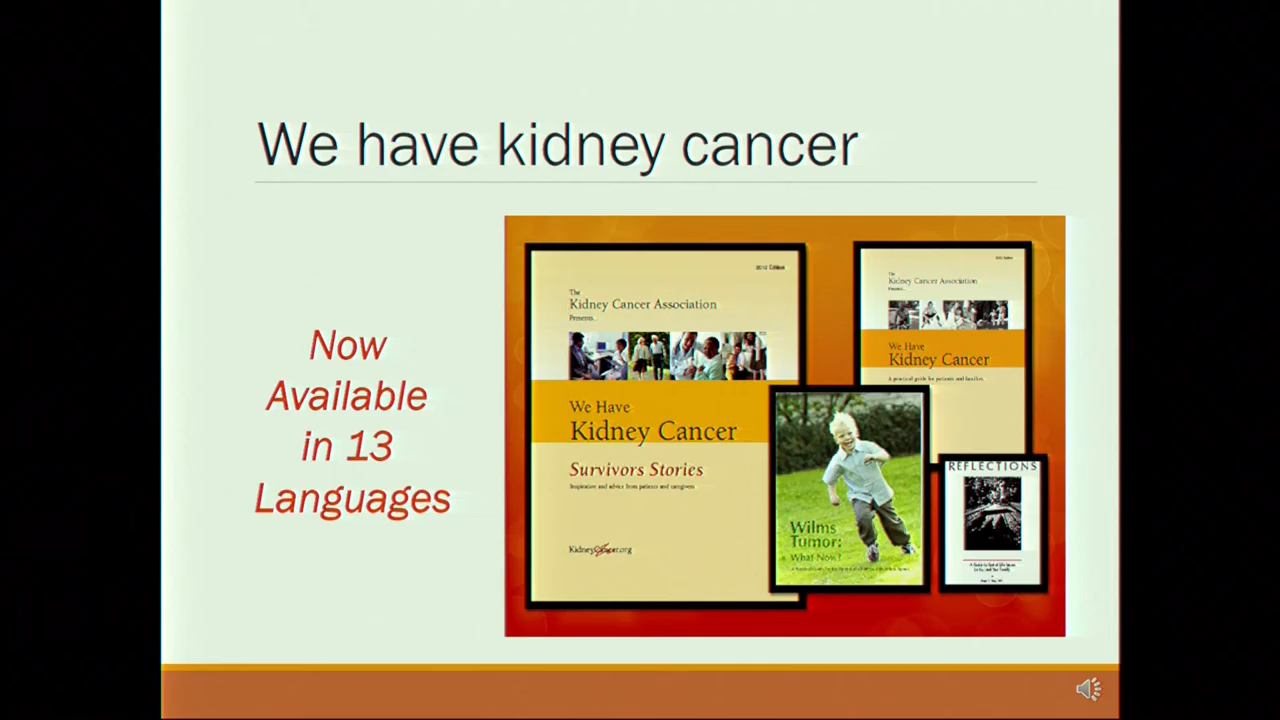 We have kidney cancer
Now
Available
in 13
Languages
2012 Edition
The
Kidney Cancer Association
Presents...
We Have
Kidney Cancer
Survivors Stories
Inspiration and advice from patients and caregivers
KidneyCancer.org
The
Kidney Cancer Association
Presents...
We Have
Kidney Cancer
A practical guide for patients and families
Wilms
Tumor:
What Now?
REFLECTIONS